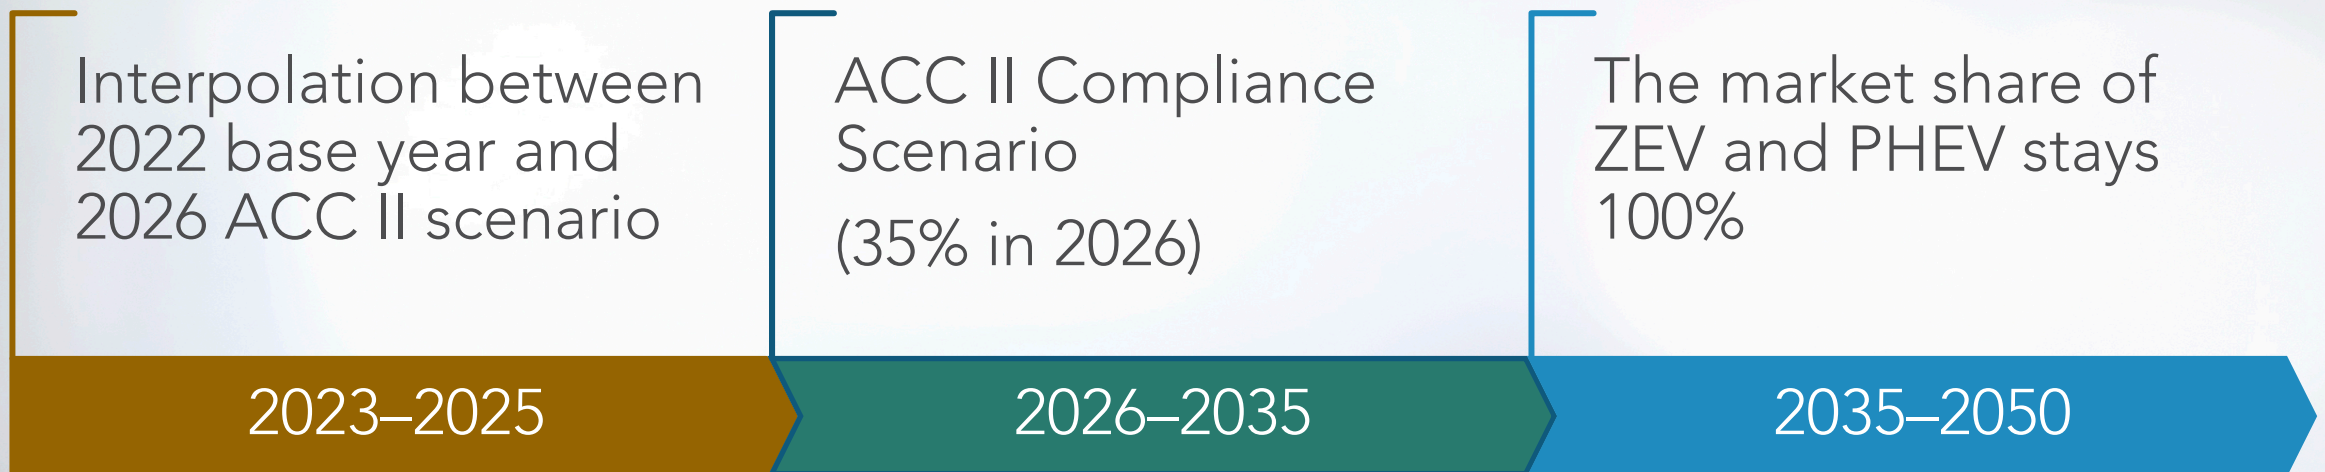 Interpolation between
2022 base year and
2026 ACC II scenario
ACC II Compliance
Scenario
(35% in 2026)
The market share of
ZEV and PHEV stays
100%
2023–2025
2026–2035
2035–2050